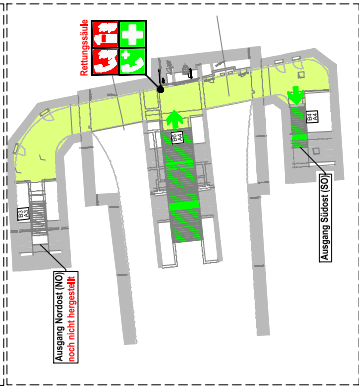 Rettungssäule
Ausgang Nordost (NO)
noch nicht hergestellt
Ausgang Südost (SO)